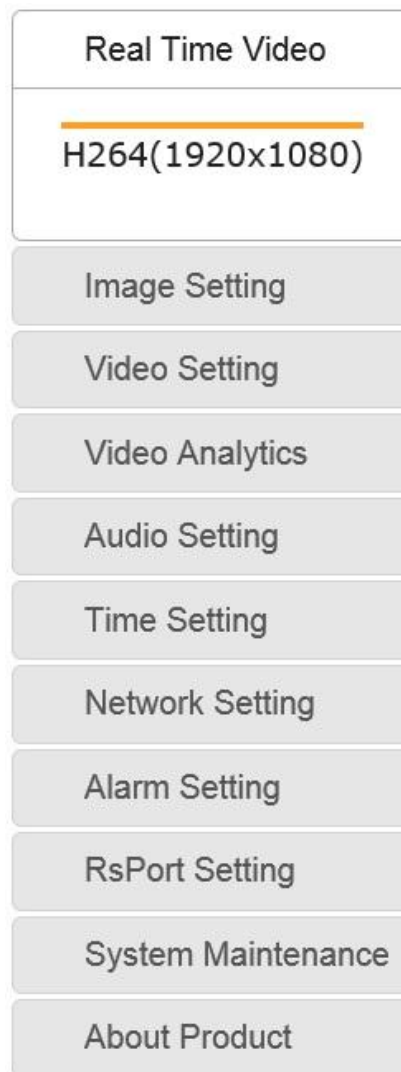 Real Time Video
H264(1920x1080)
Image Setting
Video Setting
Video Analytics
Audio Setting
Time Setting
Network Setting
Alarm Setting
RsPort Setting
System Maintenance
About Product